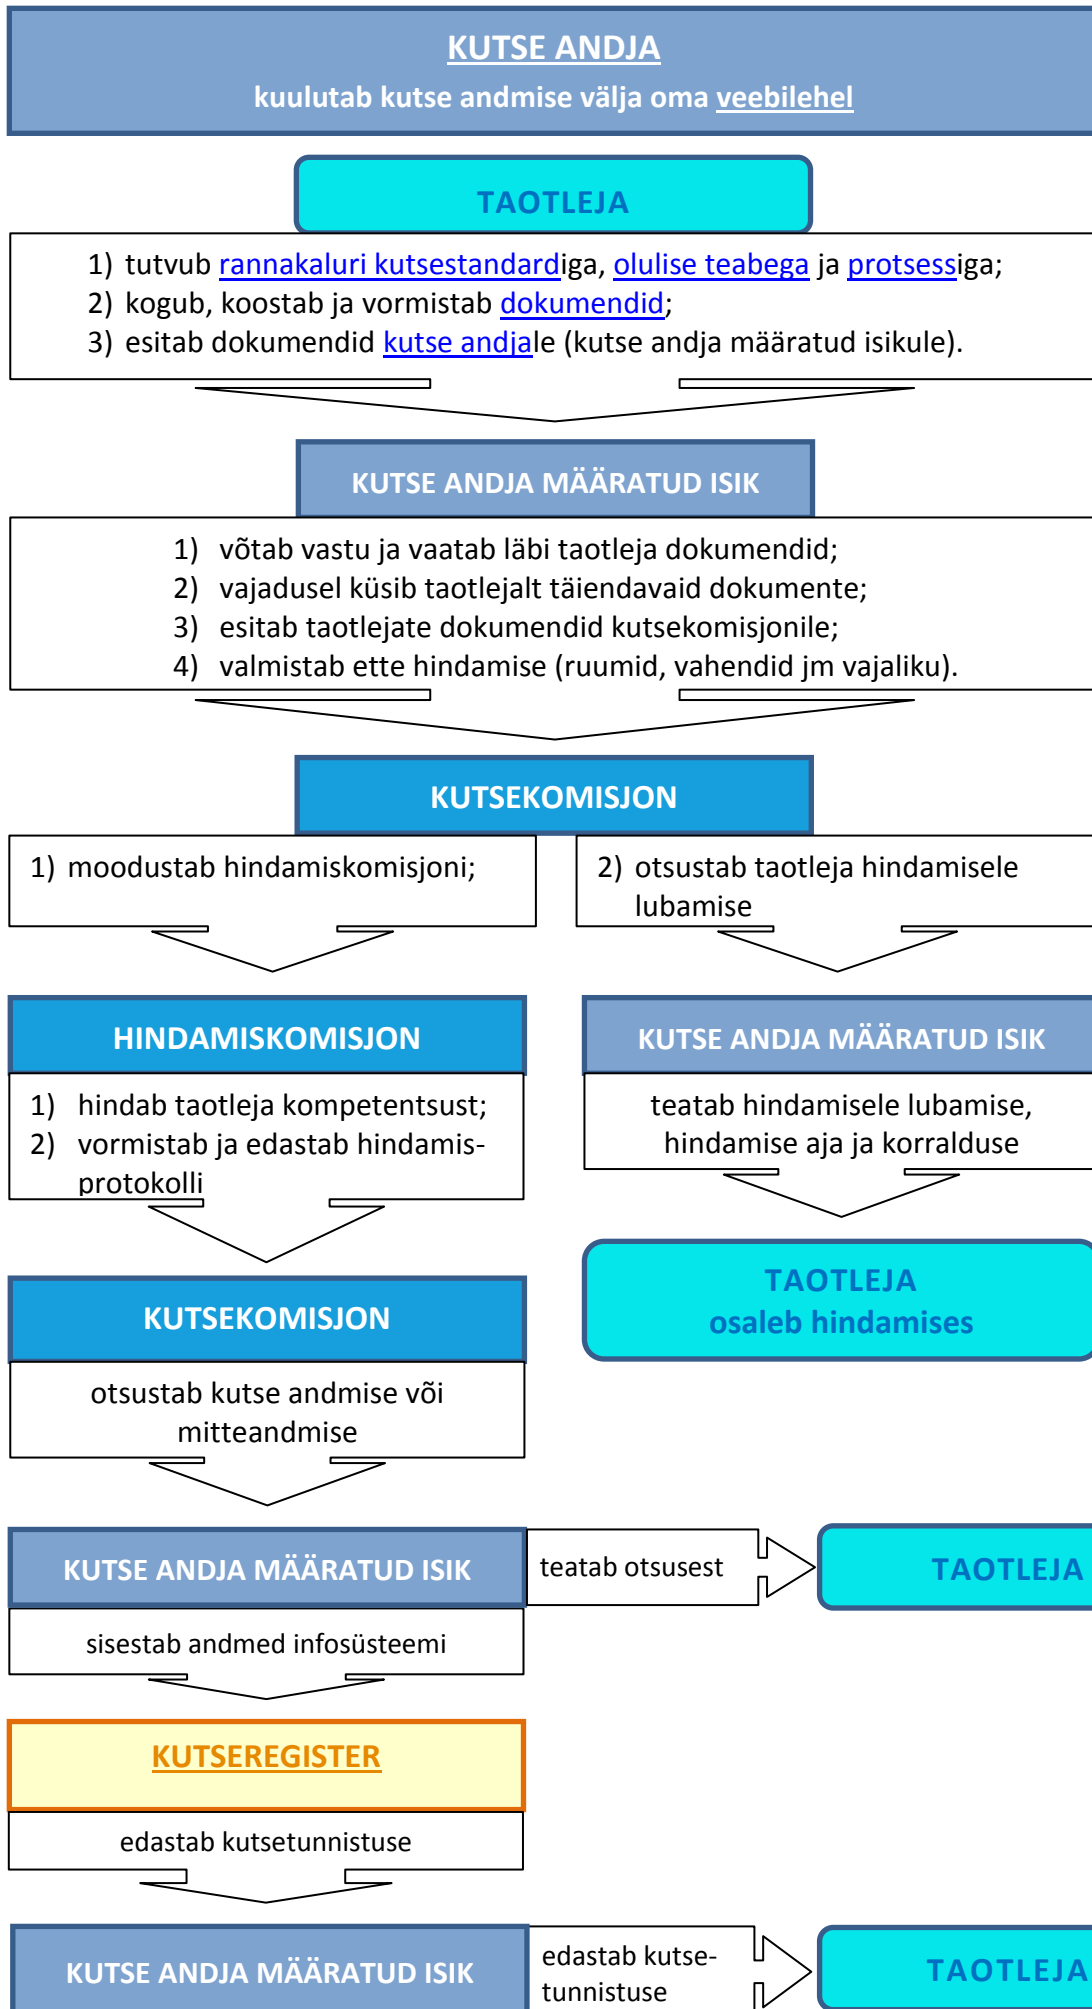 KUTSE ANDJA
kuulutab kutse andmise välja oma veebilehel
TAOTLEJA
1) tutvub rannakaluri kutsestandardiga, olulise teabega ja protsessiga;
2) kogub, koostab ja vormistab dokumendid;
3) esitab dokumendid kutse andjale (kutse andja määratud isikule).
KUTSE ANDJA MÄÄRATUD ISIK
1) võtab vastu ja vaatab läbi taotleja dokumendid;
2) vajadusel küsib taotlejalt täiendavaid dokumente;
3) esitab taotlejate dokumendid kutsekomisjonile;
4) valmistab ette hindamise (ruumid, vahendid jm vajaliku).
KUTSEKOMISJON
1) moodustab hindamiskomisjoni;
2) otsustab taotleja hindamisele
lubamise
HINDAMISKOMISJON
1) hindab taotleja kompetentsust;
2) vormistab ja edastab hindamis-
protokolli
KUTSE ANDJA MÄÄRATUD ISIK
teatab hindamisele lubamise,
hindamise aja ja korralduse
TAOTLEJA
osaleb hindamises
KUTSEKOMISJON
otsustab kutse andmise või
mitteandmise
KUTSE ANDJA MÄÄRATUD ISIK
teatab otsusest
TAOTLEJA
sisestab andmed infosüsteemi
KUTSEREGISTER
edastab kutsetunnistuse
KUTSE ANDJA MÄÄRATUD ISIK
edastab kutse-
tunnistuse
TAOTLEJA